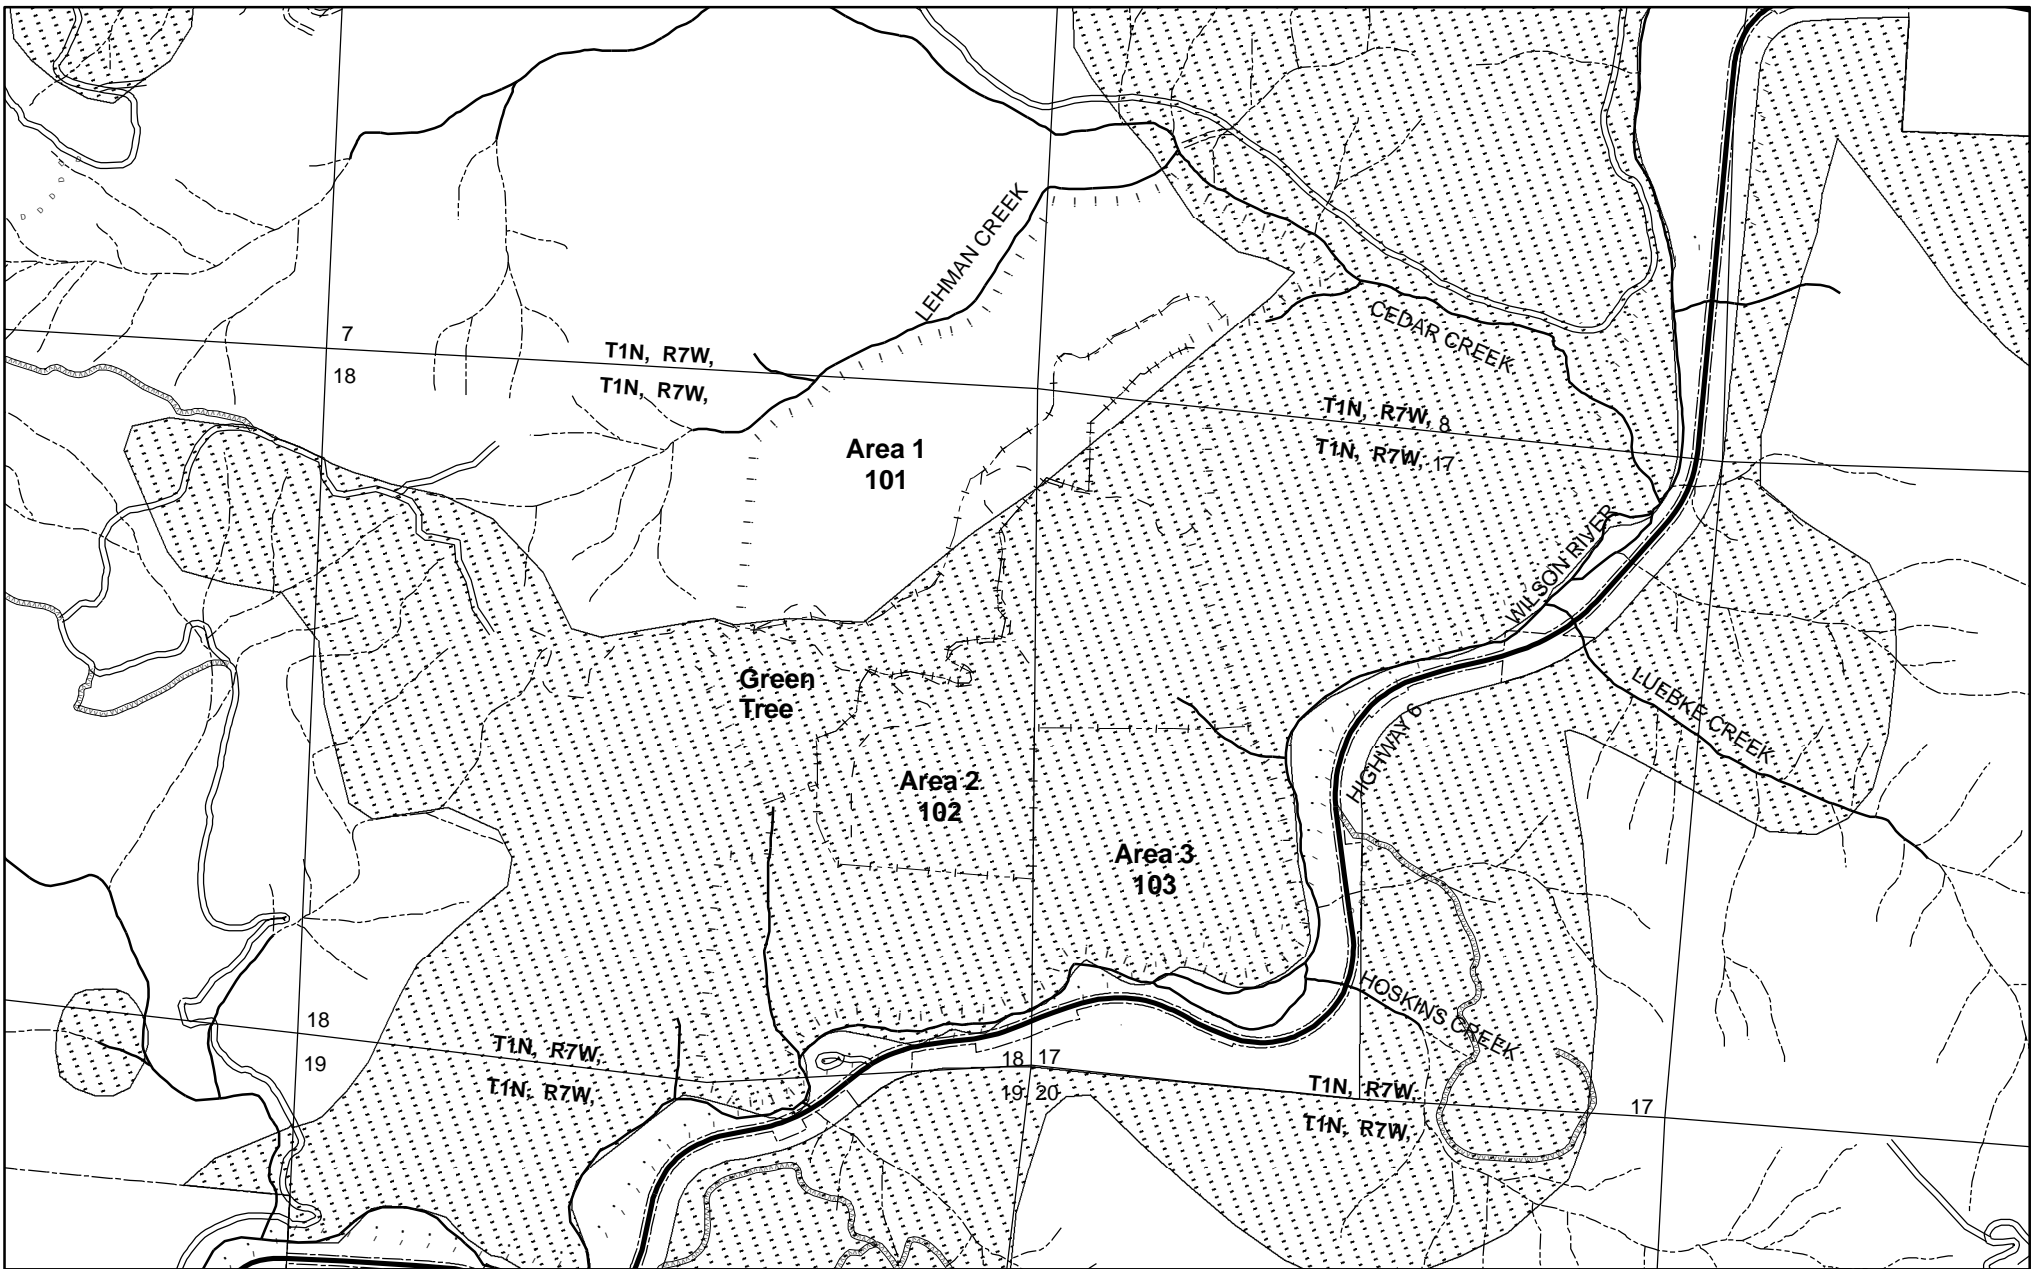 LEHMAN CREEK
CEDAR CREEK
7
18
T1N, R7W,
T1N, R7W,
T1N, R7W, 8
T1N, R7W, 17
Area 1
101
WILSON RIVER
LUEBKE CREEK
Green
Tree
HIGHWAY 6
Area 2
102
Area 3
103
HOSKINS CREEK
18
19
T1N, R7W,
T1N, R7W,
18 17
19 20
T1N, R7W,
T1N, R7W,
17